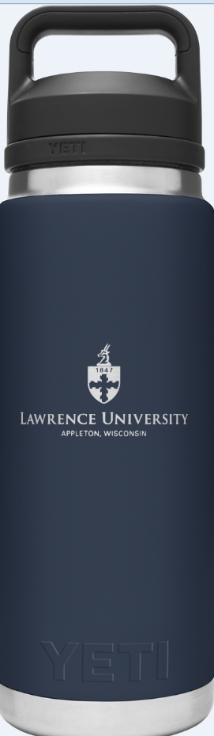 YETI
1847
LAWRENCE UNIVERSITY
APPLETON, WISCONSIN
YETI